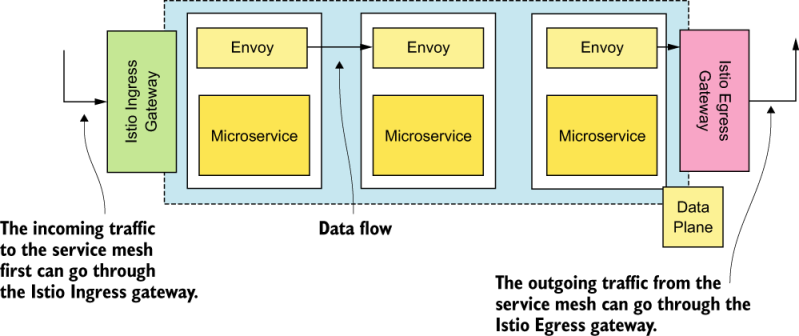 Istio Ingress
Gateway
Envoy
Microservice
Envoy
Microservice
Envoy
Microservice
Istio Egress
Gateway
Data
Plane
The incoming traffic
to the service mesh
first can go through
the Istio Ingress gateway.
Data flow
The outgoing traffic from the
service mesh can go through the
Istio Egress gateway.